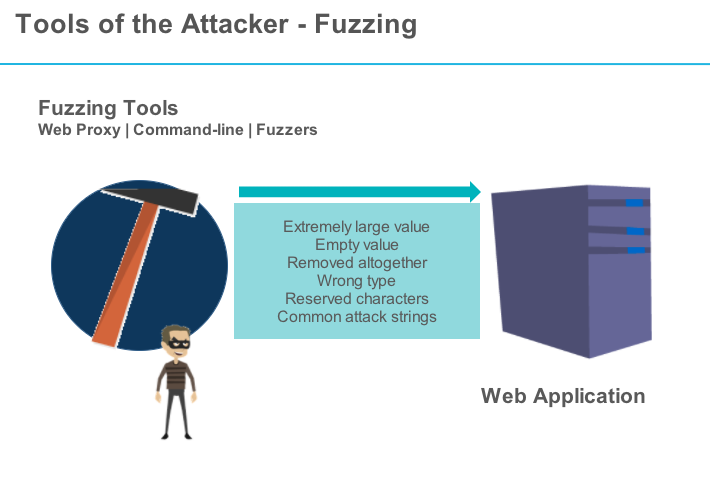 Tools of the Attacker - Fuzzing
Fuzzing Tools
Web Proxy | Command-line | Fuzzers
Extremely large value
Empty value
Removed altogether
Wrong type
Reserved characters
Common attack strings
Web Application